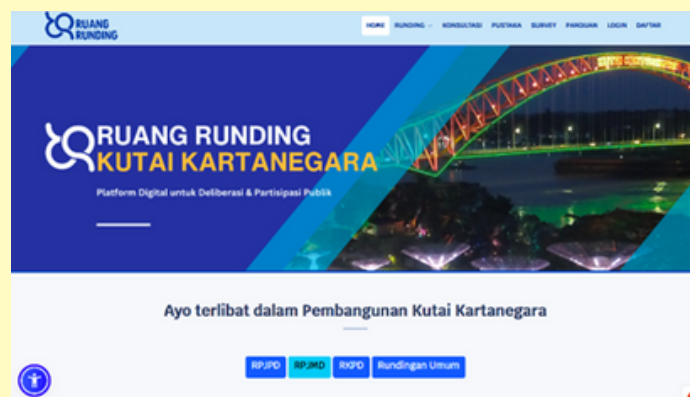 RUANG
RUNDING
HOME RUNDING KONSULTASI PUSTAKA SURVEY PANDUAN LOGIN DAFTAR
RUANG RUNDING
KUTAI KARTANEGARA
Platform Digital untuk Deliberasi & Partisipasi Publik
Ayo terlibat dalam Pembangunan Kutai Kartanegara
RPJPD RPJMD RKPD Rundingan Umum